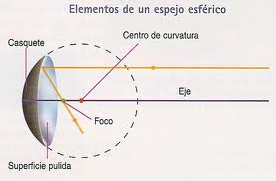 Elementos de un espejo esférico
Centro de curvatura
Casquete
Eje
Foco
Superficie pulida